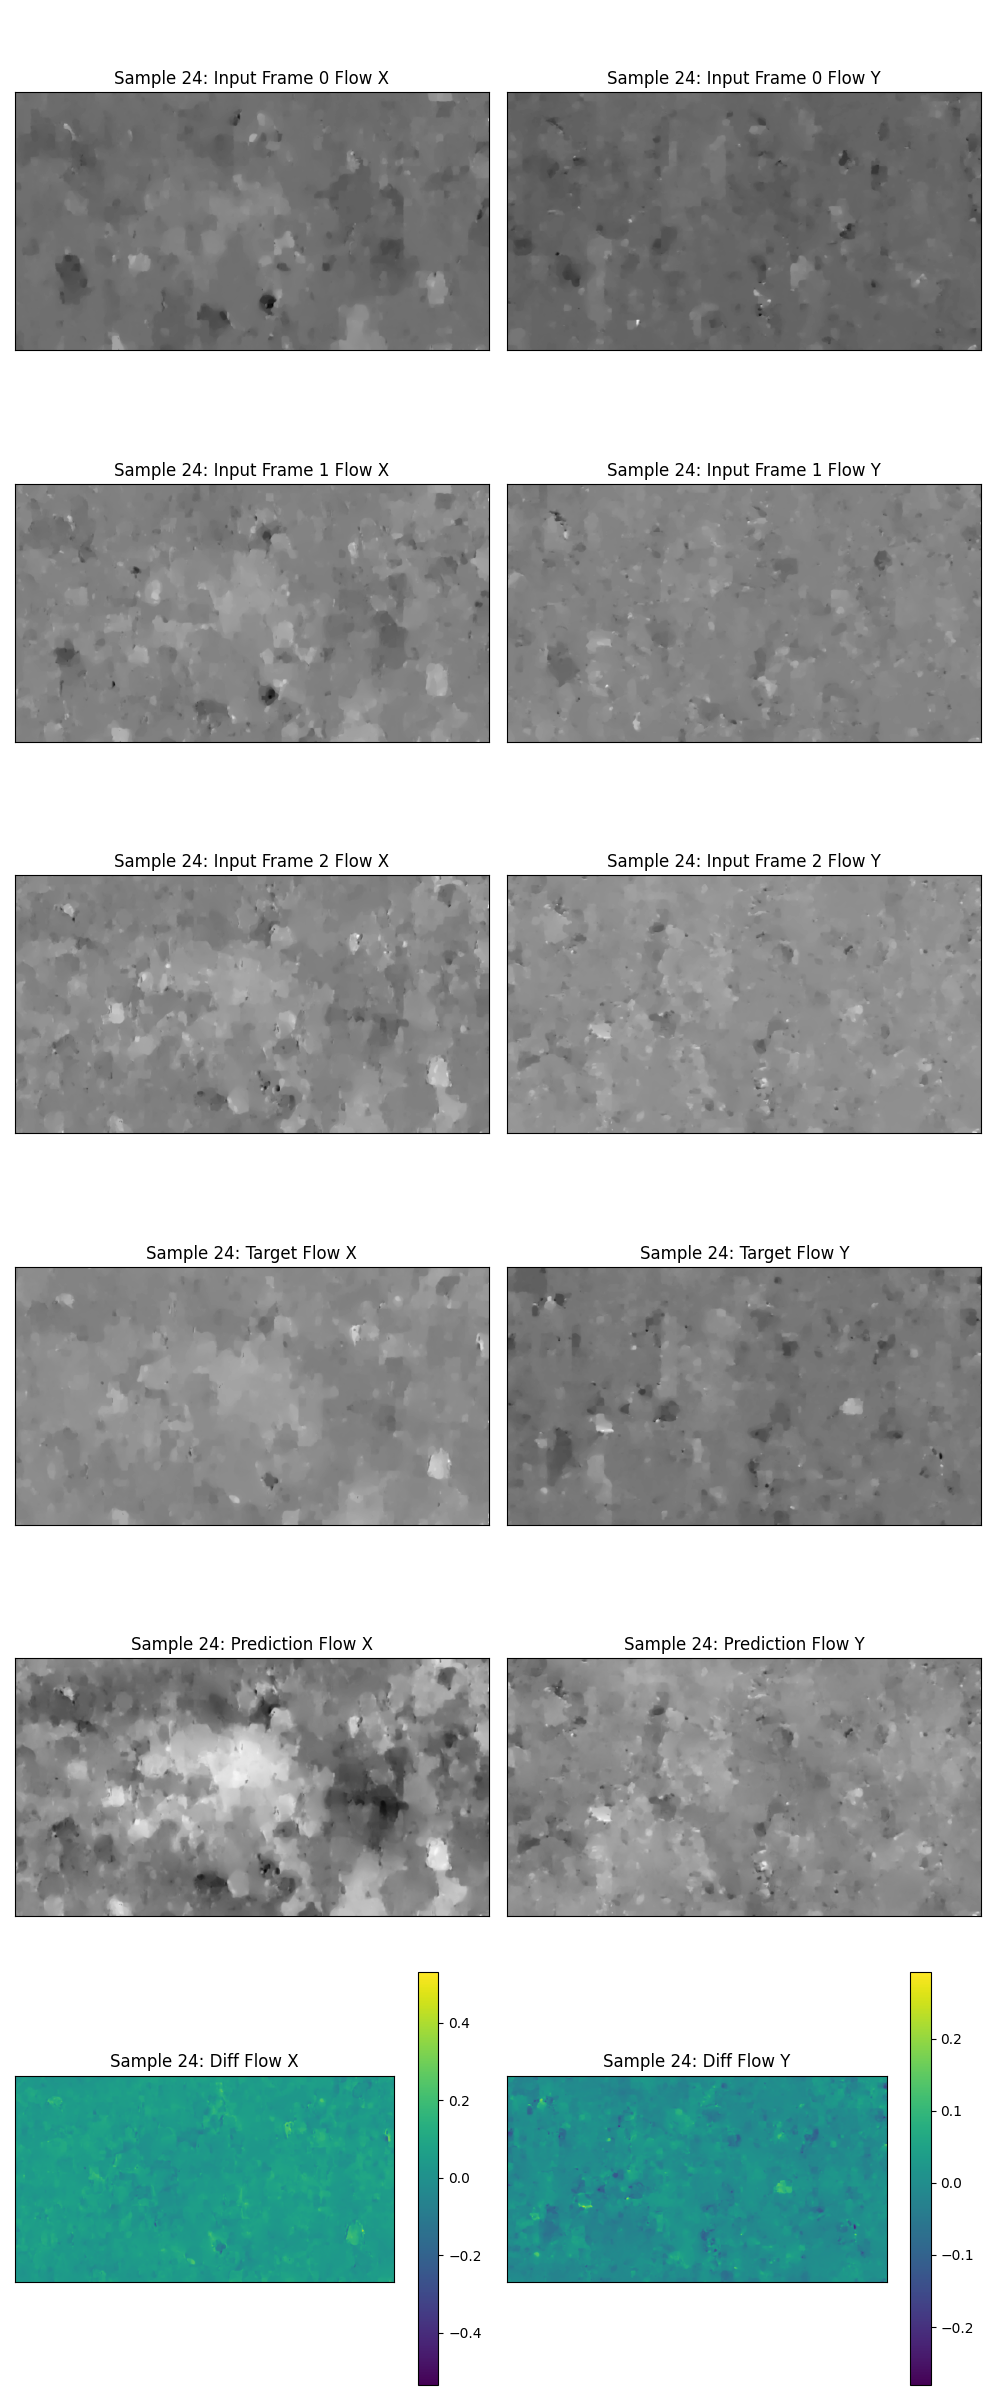 Sample 24: Input Frame 0 Flow X
Sample 24: Input Frame 0 Flow Y
Sample 24: Input Frame 1 Flow X
Sample 24: Input Frame 1 Flow Y
Sample 24: Input Frame 2 Flow X
Sample 24: Input Frame 2 Flow Y
Sample 24: Target Flow X
Sample 24: Target Flow Y
Sample 24: Prediction Flow X
Sample 24: Prediction Flow Y
Sample 24: Diff Flow X
0.4
0.2
0.0
−0.2
−0.4
Sample 24: Diff Flow Y
0.2
0.1
0.0
−0.1
−0.2